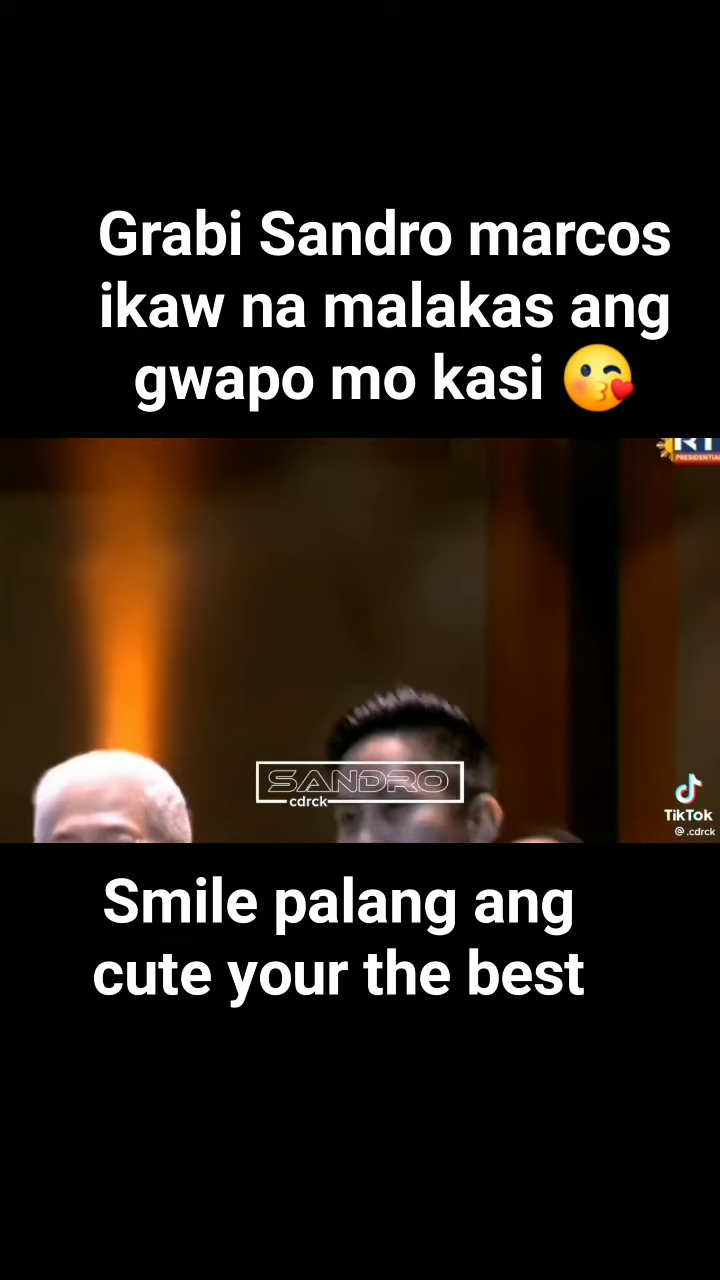 Grabi Sandro marcos
ikaw na malakas ang
gwapo mo kasi 😘
PRESIDENTIAL
SANDRO
cdrck
TikTok
@.cdrck
Smile palang ang
cute your the best